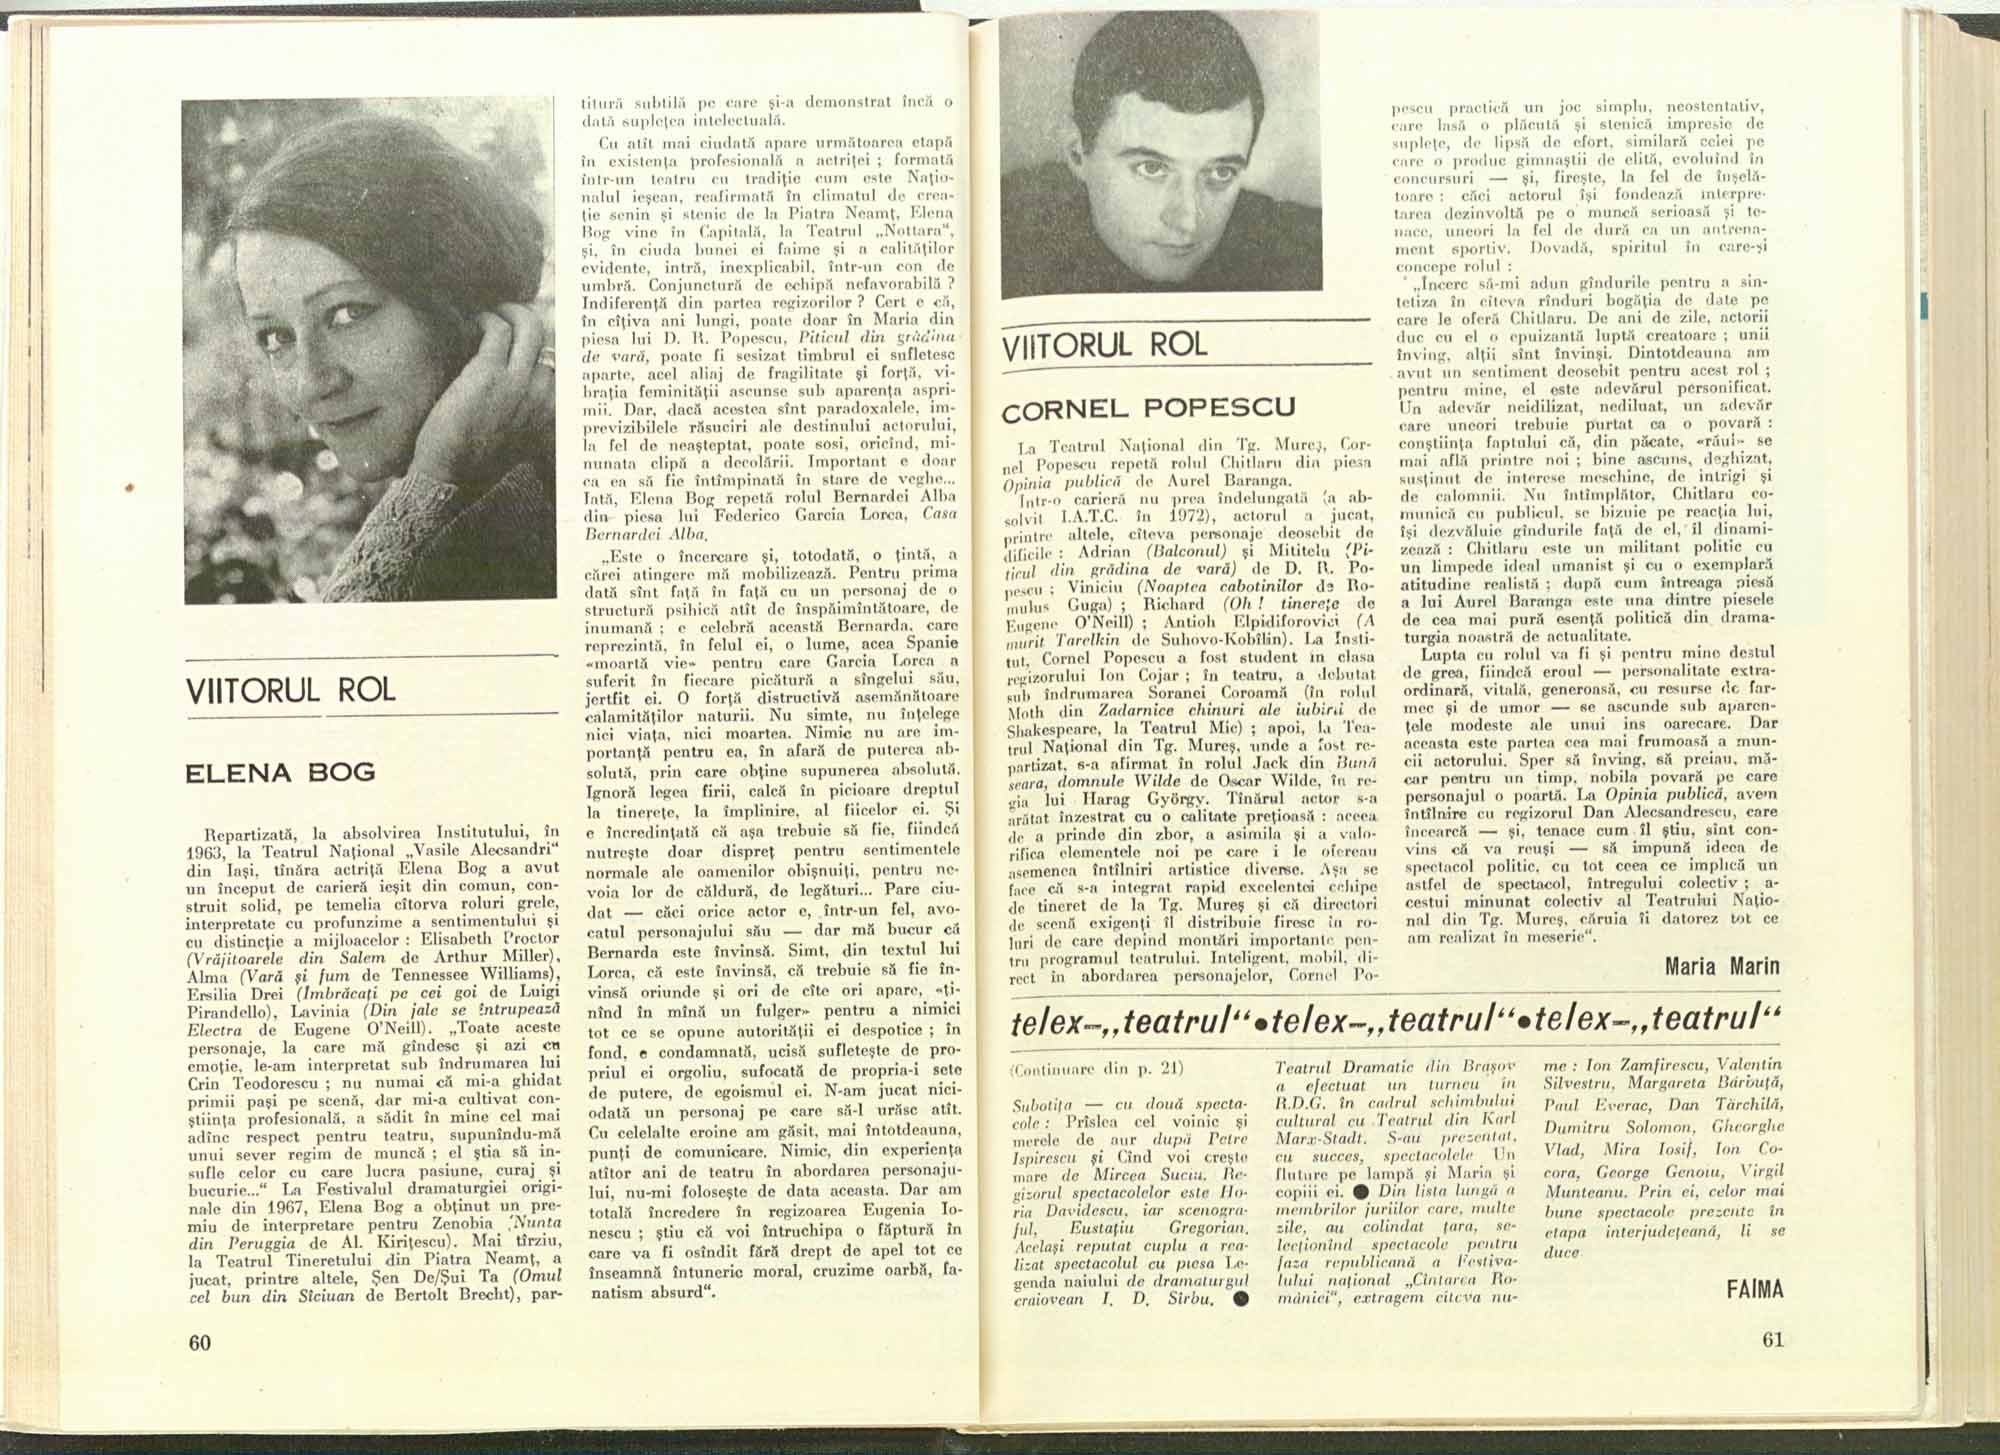 VIITORUL ROL
ELENA BOG
Repartizată, la absolvirea Institutului, în
1963, la Teatrul Național „Vasile Alecsandri“
din Iași, tînăra actriță Elena Bog a avut
un început de carieră ieșit din comun, con-
struit solid, pe temelia cîtorva roluri grele,
interpretate cu profunzime a sentimentului și
cu distincție a mijloacelor : Elisabeth Proctor
(Vrăjitoarele din Salem de Arthur Miller),
Alma (Vară și fum de Tennessee Williams),
Ersilia Drei (Îmbrăcați pe cei goi de Luigi
Pirandello), Lavinia (Din jale se întrupează
Electra de Eugene O'Neill). „Toate aceste
personaje, la care mă gîndesc și azi cu
emoție, le-am interpretat sub îndrumarea lui
Crin Teodorescu ; nu numai că mi-a ghidat
primii pași pe scenă, dar mi-a cultivat con-
știința profesională, a sădit în mine cel mai
adînc respect pentru teatru, supunîndu-mă
unui sever regim de muncă ; el știa să in-
sufle celor cu care lucra pasiune, curaj și
bucurie...“ La Festivalul dramaturgiei origi-
nale din 1967, Elena Bog a obținut un pre-
miu de interpretare pentru Zenobia (Nunta
din Peruggia de Al. Kirițescu). Mai tîrziu,
la Teatrul Tineretului din Piatra Neamț, a
jucat, printre altele, Șen De/Șui Ta (Omul
cel bun din Sîciuan de Bertolt Brecht), par-
titură subtilă pe care și-a demonstrat încă o
dată suplețea intelectuală.
Cu atît mai ciudată apare următoarea etapă
în existența profesională a actriței ; formată
într-un teatru cu tradiție cum este Națio-
nalul ieșean, reafirmată în climatul de crea-
ție senin și stenic de la Piatra Neamț, Elena
Bog vine în Capitală, la Teatrul „Nottara“,
și, în ciuda bunei ei faime și a calităților
evidente, intră, inexplicabil, într-un con de
umbră. Conjunctură de echipă nefavorabilă ?
Indiferență din partea regizorilor ? Cert e că,
în cîțiva ani lungi, poate doar în Maria din
piesa lui D. R. Popescu, Piticul din grădina
de vară, poate fi sesizat timbrul ei sufletesc
aparte, acel aliaj de fragilitate și forță, vi-
brația feminității ascunse sub aparența aspri-
mii. Dar, dacă acestea sînt paradoxalele, im-
previzibilele răsuciri ale destinului actorului,
la fel de neașteptat, poate sosi, oricînd, mi-
nunata clipă a decolării. Important e doar
ca ea să fie întîmpinată în stare de veghe...
Iată, Elena Bog repetă rolul Bernardei Alba
din piesa lui Federico Garcia Lorca, Casa
Bernardei Alba.
„Este o încercare și, totodată, o țintă, a
cărei atingere mă mobilizează. Pentru prima
dată sînt față în față cu un personaj de o
structură psihică atît de înspăimîntătoare, de
inumană ; e celebră această Bernarda, care
reprezintă, în felul ei, o lume, acea Spanie
«moartă vie» pentru care Garcia Lorca a
suferit în fiecare picătură a sîngelui său,
jertfit ei. O forță distructivă asemănătoare
calamităților naturii. Nu simte, nu înțelege
nici viața, nici moartea. Nimic nu are im-
portanță pentru ea, în afară de puterea ab-
solută, prin care obține supunerea absolută.
Ignoră legea firii, calcă în picioare dreptul
la tinerețe, la împlinire, al fiicelor ei. Și
e încredințată că așa trebuie să fie, fiindcă
nutrește doar dispreț pentru sentimentele
normale ale oamenilor obișnuiți, pentru ne-
voia lor de căldură, de legături... Pare ciu-
dat — căci orice actor e, într-un fel, avo-
catul personajului său — dar mă bucur că
Bernarda este învinsă. Simt, din textul lui
Lorca, că este învinsă, că trebuie să fie în-
vinsă oriunde și ori de cîte ori apare, «ți-
nînd în mînă un fulger» pentru a nimici
tot ce se opune autorității ei despotice ; în
fond, e condamnată, ucisă sufletește de pro-
priul ei orgoliu, sufocată de propria-i sete
de putere, de egoismul ei. N-am jucat nici-
odată un personaj pe care să-l urăsc atît.
Cu celelalte eroine am găsit, mai întotdeauna,
punți de comunicare. Nimic, din experiența
atîtor ani de teatru în abordarea personaju-
lui, nu-mi folosește de data aceasta. Dar am
totală încredere în regizoarea Eugenia Io-
nescu ; știu că voi întruchipa o făptură în
care va fi osîndit fără drept de apel tot ce
înseamnă întuneric moral, cruzime oarbă, fa-
natism absurd“.
60
VIITORUL ROL
CORNEL POPESCU
La Teatrul Național din Tg. Mureș, Cor-
nel Popescu repetă rolul Chitlaru din piesa
Opinia publică de Aurel Baranga.
Într-o carieră nu prea îndelungată (a ab-
solvit I.A.T.C. în 1972), actorul a jucat,
printre altele, cîteva personaje deosebit de
dificile : Adrian (Balconul) și Mititelu (Pi-
ticul din grădina de vară) de D. R. Po-
pescu ; Viniciu (Noaptea cabotinilor de Ro-
mulus Guga) ; Richard (Oh ! tinerețe de
Eugene O'Neill) ; Antioh Elpidiforovici (A
murit Tarelkin de Suhovo-Kobîlin). La Insti-
tut, Cornel Popescu a fost student în clasa
regizorului Ion Cojar ; în teatru, a debutat
sub îndrumarea Soranei Coroamă (în rolul
Moth din Zadarnice chinuri ale iubirii de
Shakespeare, la Teatrul Mic) ; apoi, la Tea-
trul Național din Tg. Mureș, unde a fost re-
partizat, s-a afirmat în rolul Jack din Bună
seara, domnule Wilde de Oscar Wilde, în re-
gia lui Harag György. Tînărul actor s-a
arătat înzestrat cu o calitate prețioasă : aceea
de a prinde din zbor, a asimila și a valo-
rifica elementele noi pe care i le ofereau
asemenea întîlniri artistice diverse. Așa se
face că s-a integrat rapid excelentei echipe
de tineret de la Tg. Mureș și că directori
de scenă exigenți îl distribuie firesc în ro-
luri de care depind montări importante pen-
tru programul teatrului. Inteligent, mobil, di-
rect în abordarea personajelor, Cornel Po-
pescu practică un joc simplu, neostentativ,
care lasă o plăcută și stenică impresie de
suplețe, de lipsă de efort, similară celei pe
care o produc gimnaștii de elită, evoluînd în
concursuri — și, firește, la fel de înșelă-
toare : căci actorul își fondează interpre-
tarea dezinvoltă pe o muncă serioasă și te-
nace, uneori la fel de dură ca un antrena-
ment sportiv. Dovadă, spiritul în care-și
concepe rolul :
„Încerc să-mi adun gîndurile pentru a sin-
tetiza în cîteva rînduri bogăția de date pe
care le oferă Chitlaru. De ani de zile, actorii
duc cu el o epuizantă luptă creatoare ; unii
înving, alții sînt învinși. Dintotdeauna am
avut un sentiment deosebit pentru acest rol ;
pentru mine, el este adevărul personificat.
Un adevăr neidilizat, nediluat, un adevăr
care uneori trebuie purtat ca o povară :
conștiința faptului că, din păcate, «răui» se
mai află printre noi ; bine ascuns, deghizat,
susținut de interese meschine, de intrigi și
de calomnii. Nu întîmplător, Chitlaru co-
munică cu publicul, se bizuie pe reacția lui,
își dezvăluie gîndurile față de el, îl dinami-
zează : Chitlaru este un militant politic cu
un limpede ideal umanist și cu o exemplară
atitudine realistă ; după cum întreaga piesă
a lui Aurel Baranga este una dintre piesele
de cea mai pură esență politică din drama-
turgia noastră de actualitate.
Lupta cu rolul va fi și pentru mine destul
de grea, fiindcă eroul — personalitate extra-
ordinară, vitală, generoasă, cu resurse de far-
mec și de umor — se ascunde sub aparen-
țele modeste ale unui ins oarecare. Dar
aceasta este partea cea mai frumoasă a mun-
cii actorului. Sper să înving, să preiau, mă-
car pentru un timp, nobila povară pe care
personajul o poartă. La Opinia publică, avem
întîlnire cu regizorul Dan Alecsandrescu, care
încearcă — și, tenace cum îl știu, sînt con-
vins că va reuși — să impună ideea de
spectacol politic, cu tot ceea ce implică un
astfel de spectacol, întregului colectiv ; a-
cestui minunat colectiv al Teatrului Națio-
nal din Tg. Mureș, căruia îi datorez tot ce
am realizat în meserie“.
Maria Marin
telex-„teatrul“●telex-„teatrul“●telex-„teatrul“
(Continuare din p. 21)
Subotița — cu două specta-
cole : Prîslea cel voinic și
merele de aur după Petre
Ispirescu și Cînd voi crește
mare de Mircea Suciu. Re-
gizorul spectacolelor este Ho-
ria Davidescu, iar scenogra-
ful, Eustațiu Gregorian.
Același reputat cuplu a rea-
lizat spectacolul cu piesa Le-
genda naiului de dramaturgul
craiovean I. D. Sîrbu. ●
Teatrul Dramatic din Brașov
a efectuat un turneu în
R.D.G. în cadrul schimbului
cultural cu Teatrul din Karl
Marx-Stadt. S-au prezentat,
cu succes, spectacolele Un
fluture pe lampă și Maria și
copiii ei. ● Din lista lungă a
membrilor juriilor care, multe
zile, au colindat țara, se-
lecționînd spectacole pentru
faza republicană a Festiva-
lului național „Cîntarea Ro-
mâniei“, extragem cîteva nu-
me : Ion Zamfirescu, Valentin
Silvestru, Margareta Bărbuță,
Paul Everac, Dan Tărchilă,
Dumitru Solomon, Gheorghe
Vlad, Mira Iosif, Ion Co-
cora, George Genoiu, Virgil
Munteanu. Prin ei, celor mai
bune spectacole prezente în
etapa interjudețeană, li se
duce
FAIMA
61